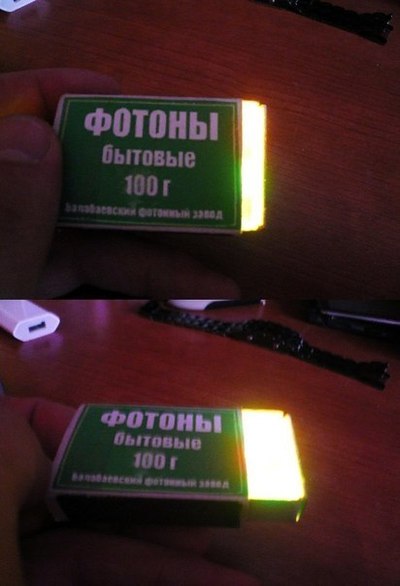 ФОТОНЫ
бытовые
100 г
Балабаевский фотонный завод
ФОТОНЫ
бытовые
100 г
Балабаевский фотонный завод